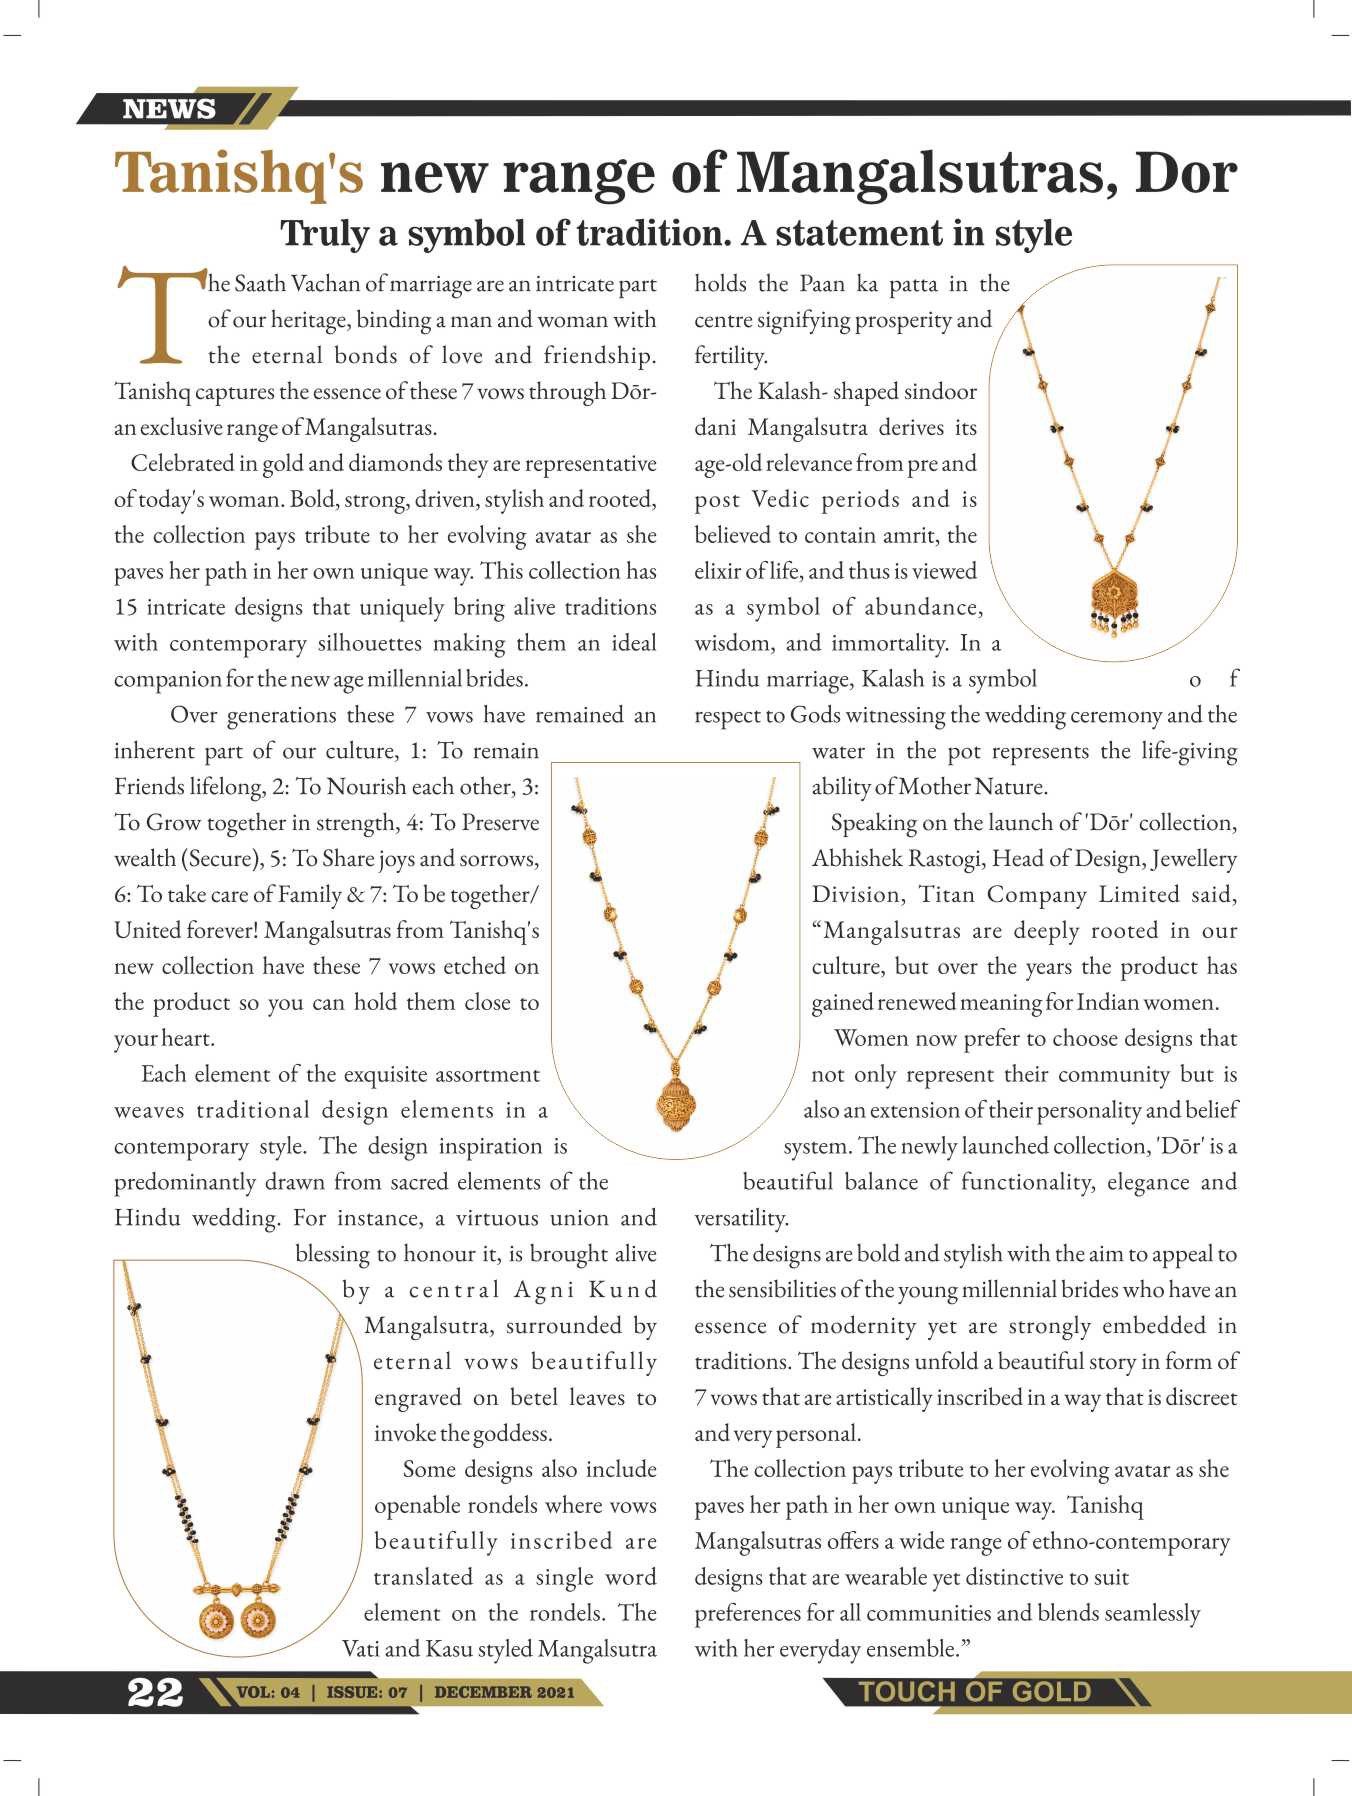 NEWS
Tanishq's new range of Mangalsutras, Dor
Truly a symbol of tradition. A statement in style
The Saath Vachan of marriage are an intricate part
of our heritage, binding a man and woman with
the eternal bonds of love and friendship.
Tanishq captures the essence of these 7 vows through Dōr-
an exclusive range of Mangalsutras.
Celebrated in gold and diamonds they are representative
of today's woman. Bold, strong, driven, stylish and rooted,
the collection pays tribute to her evolving avatar as she
paves her path in her own unique way. This collection has
15 intricate designs that uniquely bring alive traditions
with contemporary silhouettes making them an ideal
companion for the new age millennial brides.
Over generations these 7 vows have remained an
inherent part of our culture, 1: To remain
Friends lifelong, 2: To Nourish each other, 3:
To Grow together in strength, 4: To Preserve
wealth (Secure), 5: To Share joys and sorrows,
6: To take care of Family & 7: To be together/
United forever! Mangalsutras from Tanishq's
new collection have these 7 vows etched on
the product so you can hold them close to
your heart.
Each element of the exquisite assortment
weaves traditional design elements in a
contemporary style. The design inspiration is
predominantly drawn from sacred elements of the
Hindu wedding. For instance, a virtuous union and
blessing to honour it, is brought alive
by a central Agni Kund
Mangalsutra, surrounded by
eternal vows beautifully
engraved on betel leaves to
invoke the goddess.
Some designs also include
openable rondels where vows
beautifully inscribed are
translated as a single word
element on the rondels. The
Vati and Kasu styled Mangalsutra
holds the Paan ka patta in the
centre signifying prosperity and
fertility.
The Kalash- shaped sindoor
dani Mangalsutra derives its
age-old relevance from pre and
post Vedic periods and is
believed to contain amrit, the
elixir of life, and thus is viewed
as a symbol of abundance,
wisdom, and immortality. In a
Hindu marriage, Kalash is a symbol o f
respect to Gods witnessing the wedding ceremony and the
water in the pot represents the life-giving
ability of Mother Nature.
Speaking on the launch of 'Dōr' collection,
Abhishek Rastogi, Head of Design, Jewellery
Division, Titan Company Limited said,
“Mangalsutras are deeply rooted in our
culture, but over the years the product has
gained renewed meaning for Indian women.
Women now prefer to choose designs that
not only represent their community but is
also an extension of their personality and belief
system. The newly launched collection, 'Dōr' is a
beautiful balance of functionality, elegance and
versatility.
The designs are bold and stylish with the aim to appeal to
the sensibilities of the young millennial brides who have an
essence of modernity yet are strongly embedded in
traditions. The designs unfold a beautiful story in form of
7 vows that are artistically inscribed in a way that is discreet
and very personal.
The collection pays tribute to her evolving avatar as she
paves her path in her own unique way. Tanishq
Mangalsutras offers a wide range of ethno-contemporary
designs that are wearable yet distinctive to suit
preferences for all communities and blends seamlessly
with her everyday ensemble.”
22 VOL: 04 | ISSUE: 07 | DECEMBER 2021
TOUCH OF GOLD